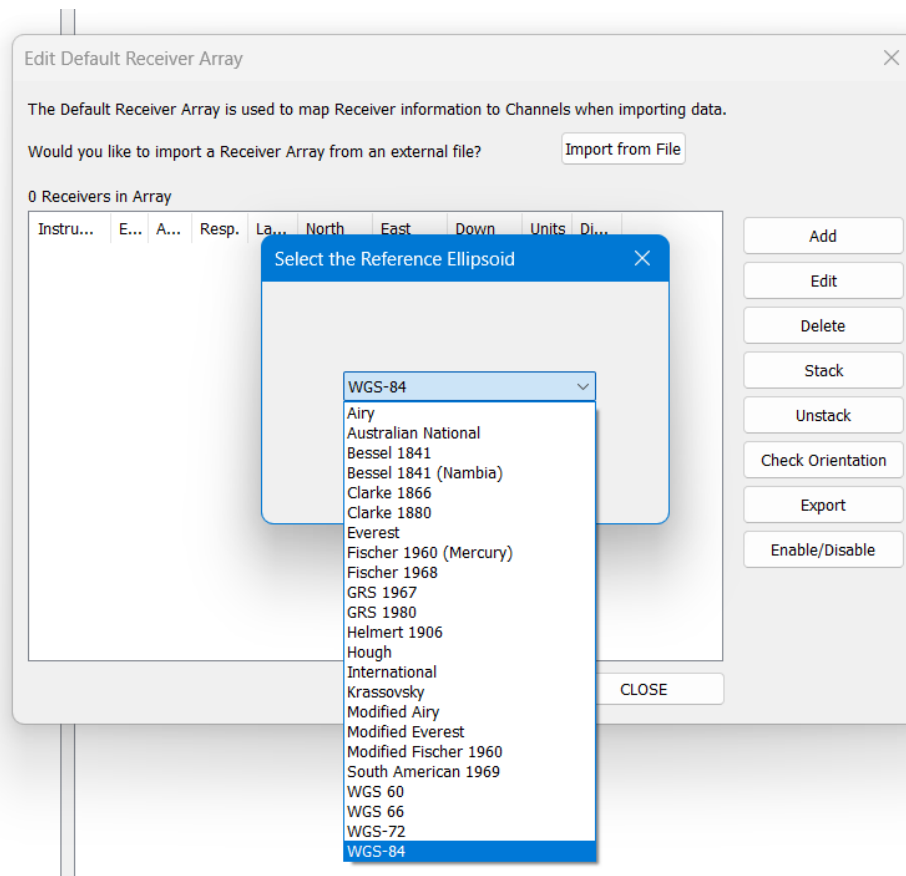 Edit Default Receiver Array
The Default Receiver Array is used to map Receiver information to Channels when importing data.
Would you like to import a Receiver Array from an external file? Import from File
0 Receivers in Array
Instru... E... A... Resp. La... North East Down Units Di...
Select the Reference Ellipsoid
WGS-84
Airy
Australian National
Bessel 1841
Bessel 1841 (Nambia)
Clarke 1866
Clarke 1880
Everest
Fischer 1960 (Mercury)
Fischer 1968
GRS 1967
GRS 1980
Helmert 1906
Hough
International
Krassovsky
Modified Airy
Modified Everest
Modified Fischer 1960
South American 1969
WGS 60
WGS 66
WGS-72
WGS-84
Add
Edit
Delete
Stack
Unstack
Check Orientation
Export
Enable/Disable
CLOSE